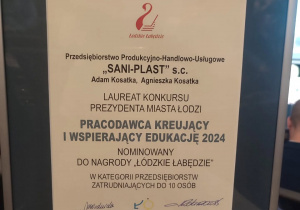 Przedsiębiorstwo Produkcyjno-Handlowo-Usługowe
„SANI-PLAST” s.c.
Adam Kosatka, Agnieszka Kosatka
LAUREAT KONKURSU
PREZYDENTA MIASTA ŁODZI
PRACODAWCA KREUJĄCY
I WSPIERAJĄCY EDUKACJĘ 2024
NOMINOWANY
DO NAGRODY „ŁÓDZKIE ŁABĘDZIE”
W KATEGORII PRZEDSIĘBIORSTW
ZATRUDNIAJĄCYCH DO 10 OSÓB